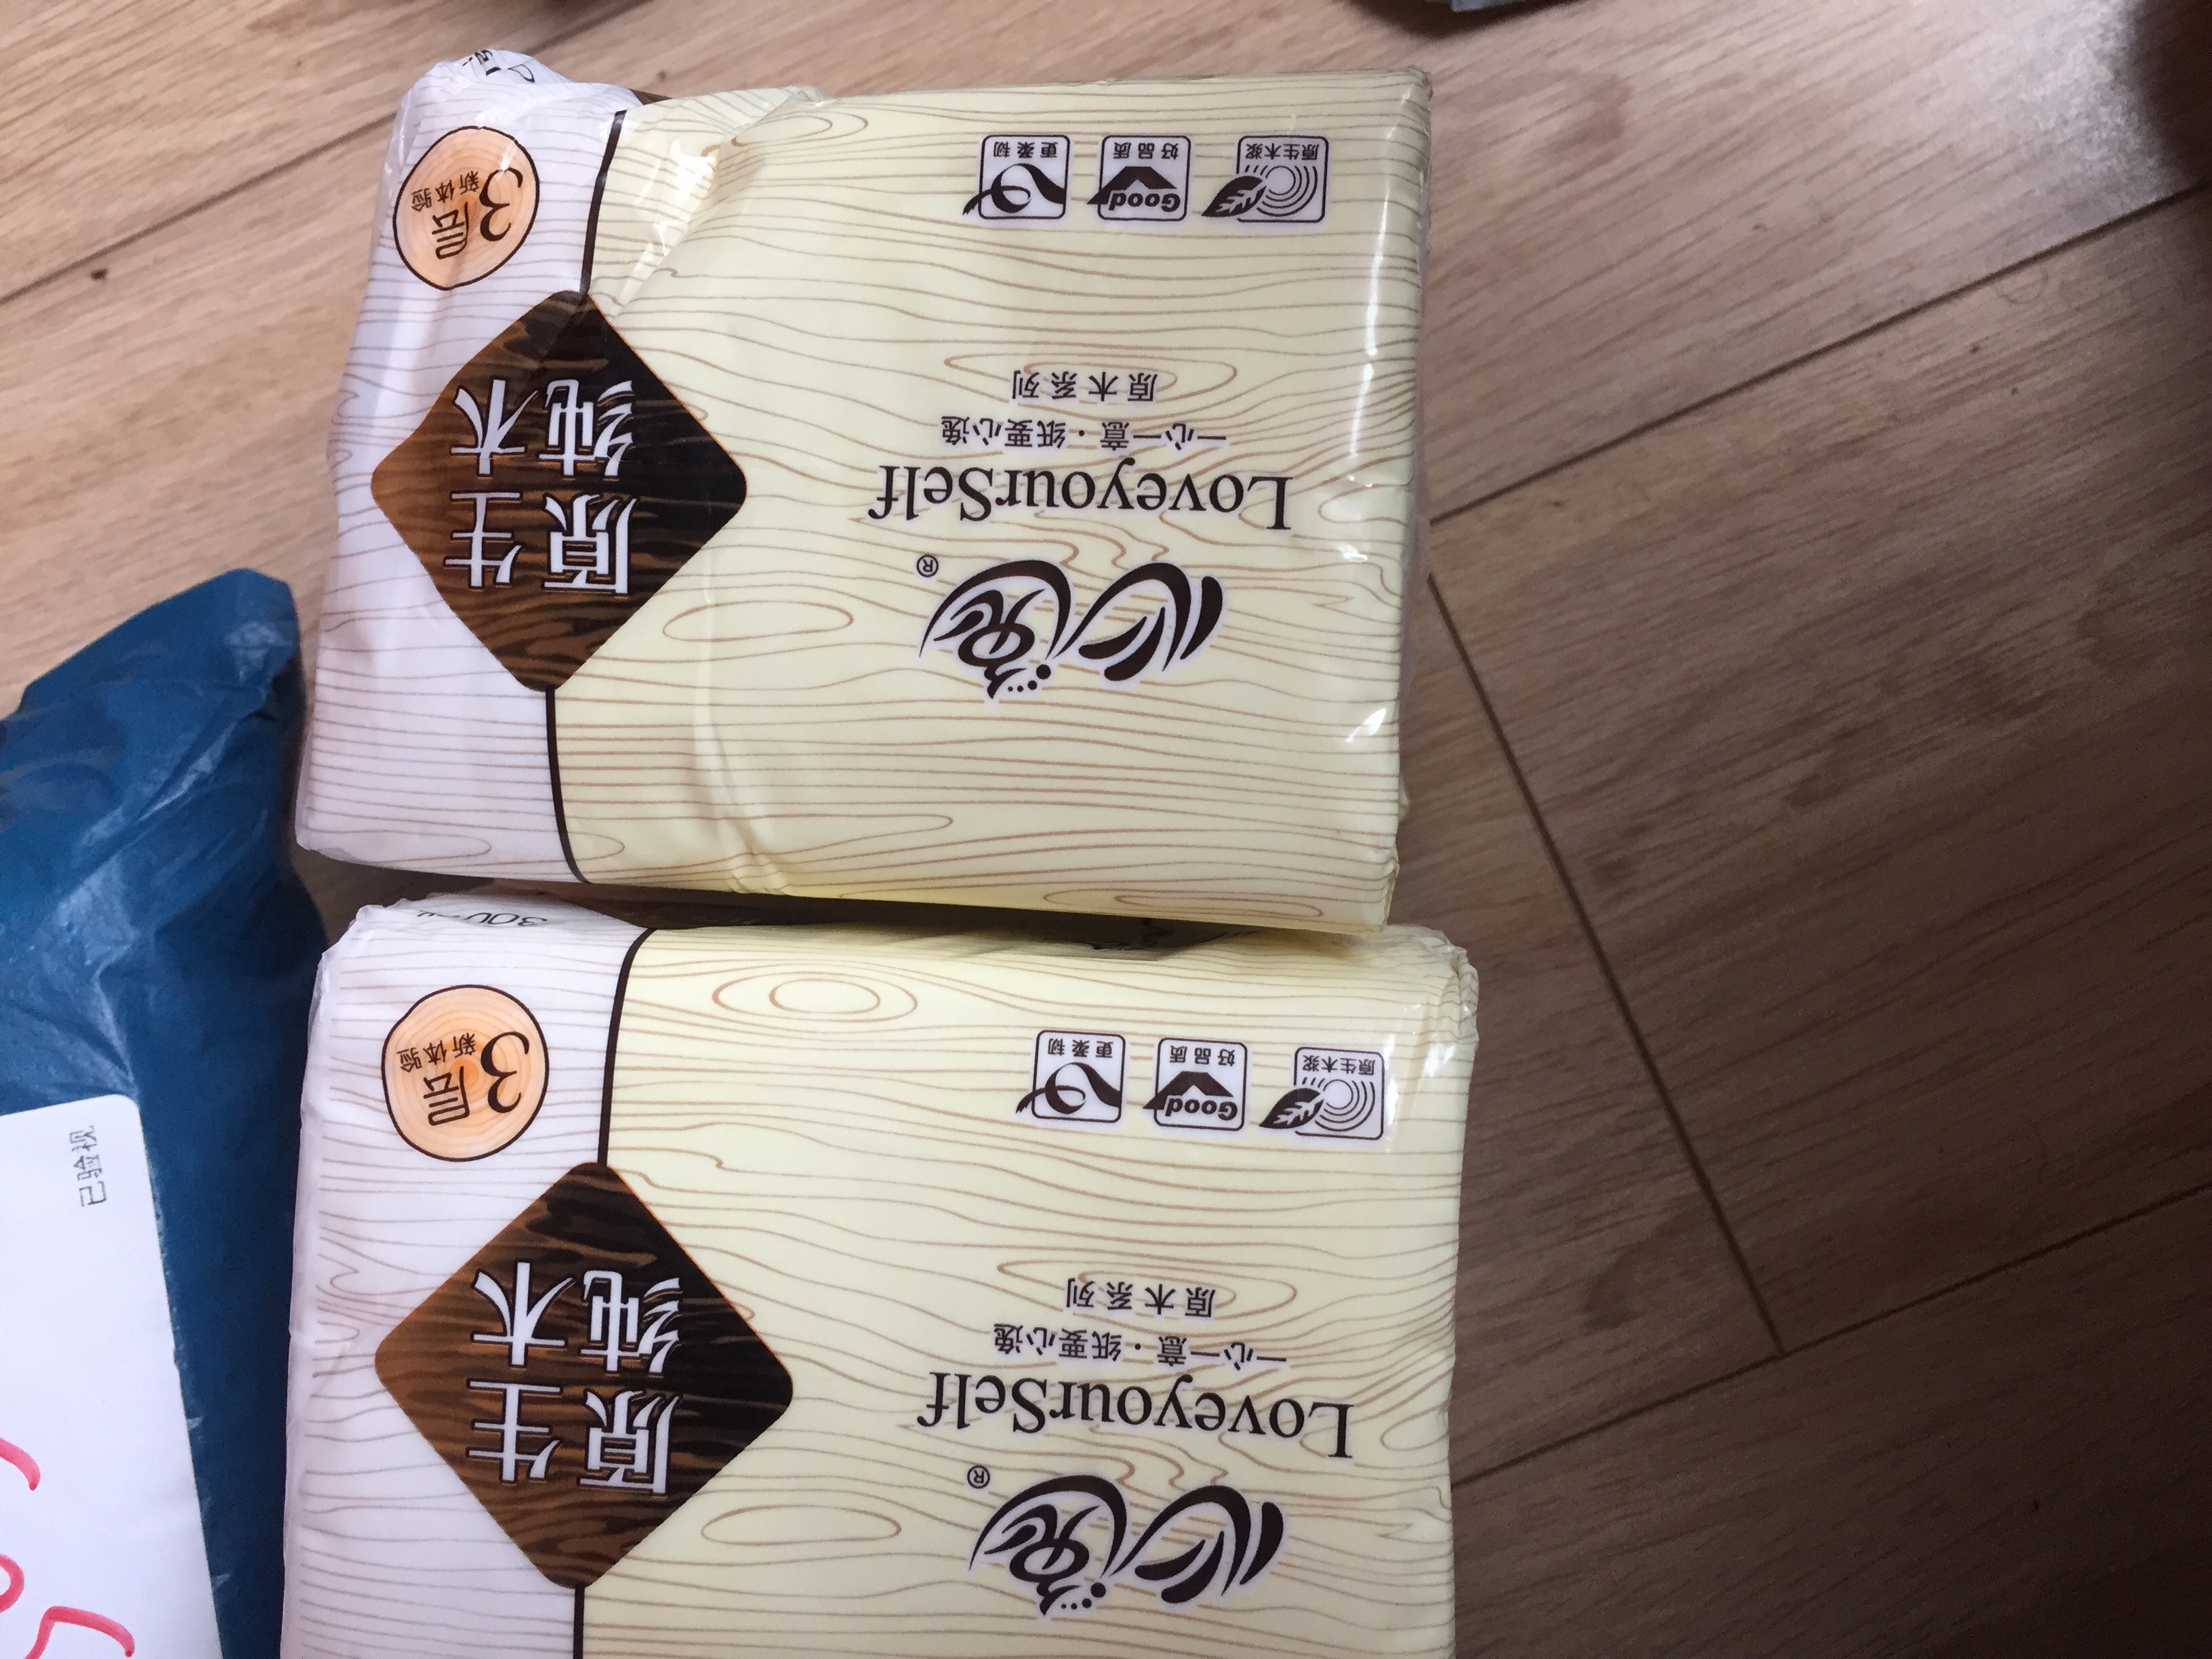 心逸®
LoveyourSelf
一心一意·纸要心逸
原木系列
原生木浆
Good
好品质
更柔韧
原生
纯木
3层
新体验
心逸®
LoveyourSelf
一心一意·纸要心逸
原木系列
原生木浆
Good
好品质
更柔韧
原生
纯木
3层
新体验
已验视